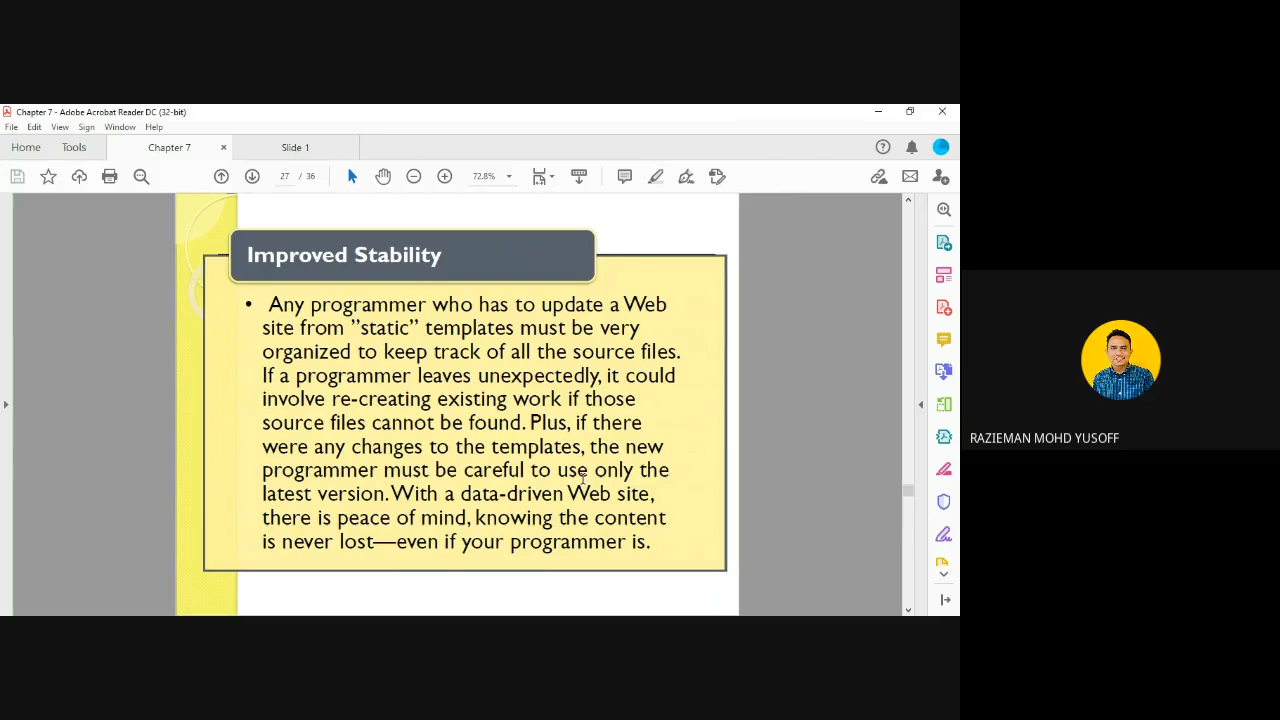 Chapter 7 - Adobe Acrobat Reader DC (32-bit)
File Edit View Sign Window Help
Home Tools Chapter 7 × Slide 1
27 / 36 72.8%
Improved Stability
• Any programmer who has to update a Web
site from ”static” templates must be very
organized to keep track of all the source files.
If a programmer leaves unexpectedly, it could
involve re-creating existing work if those
source files cannot be found. Plus, if there
were any changes to the templates, the new
programmer must be careful to use only the
latest version. With a data-driven Web site,
there is peace of mind, knowing the content
is never lost—even if your programmer is.
RAZIEMAN MOHD YUSOFF